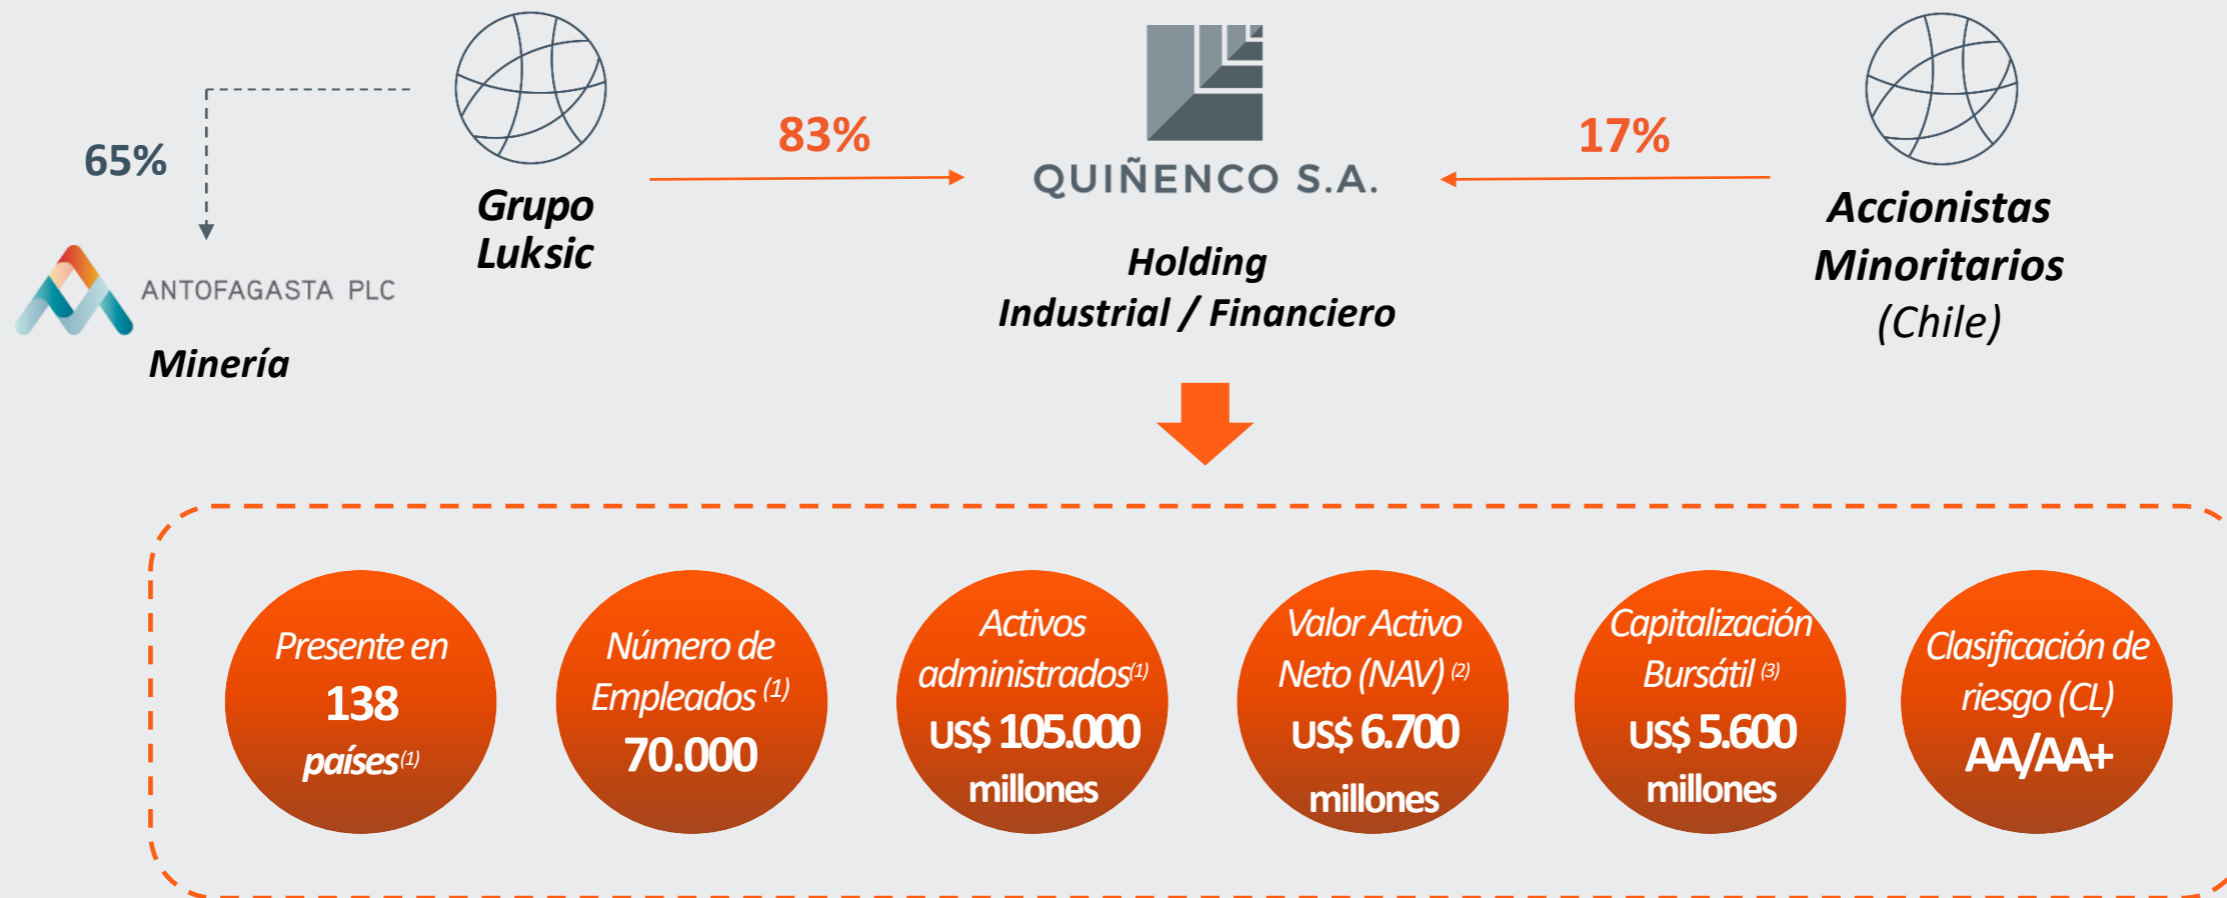 65%
ANTOFAGASTA PLC
Minería
Grupo
Luksic
83%
QUIÑENCO S.A.
Holding
Industrial / Financiero
17%
Accionistas
Minoritarios
(Chile)
Presente en
138
países(1)
Número de
Empleados (1)
70.000
Activos
administrados(1)
US$ 105.000
millones
Valor Activo
Neto (NAV) (2)
US$ 6.700
millones
Capitalización
Bursátil (3)
US$ 5.600
millones
Clasificación de
riesgo (CL)
AA/AA+